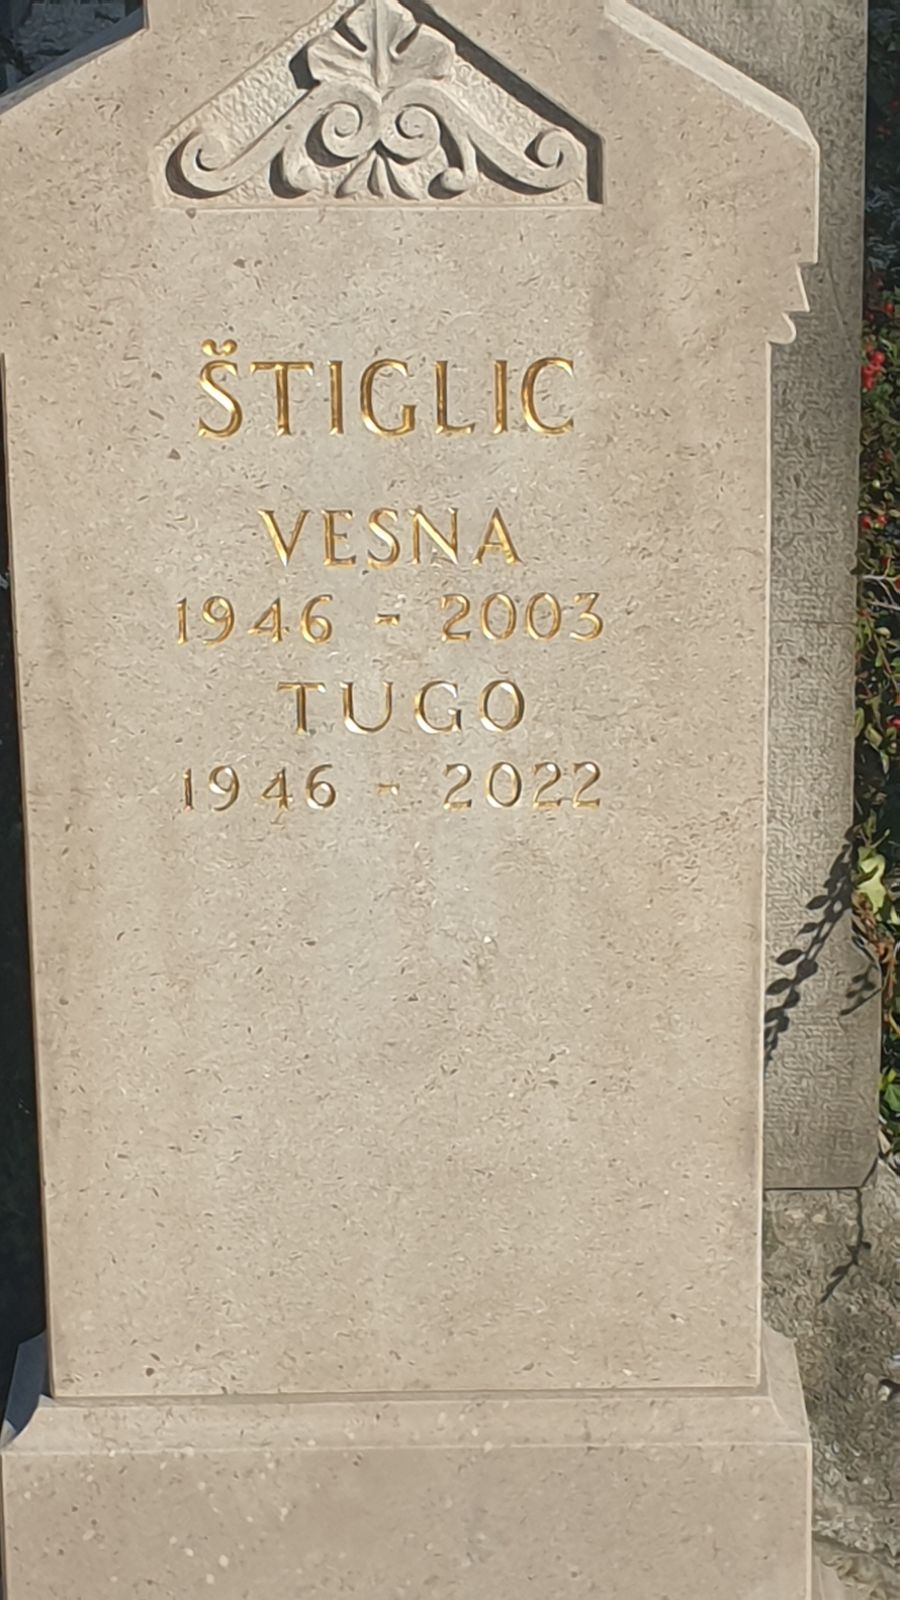 ŠTIGLIC
VESNA
1946 - 2003
TUGO
1946 - 2022